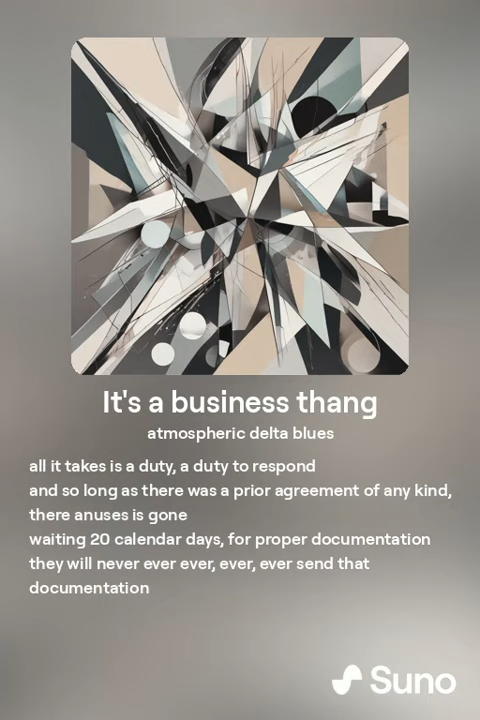 It's a business thang
atmospheric delta blues
all it takes is a duty, a duty to respond
and so long as there was a prior agreement of any kind,
there anuses is gone
waiting 20 calendar days, for proper documentation
they will never ever ever, ever, ever send that
documentation
Suno